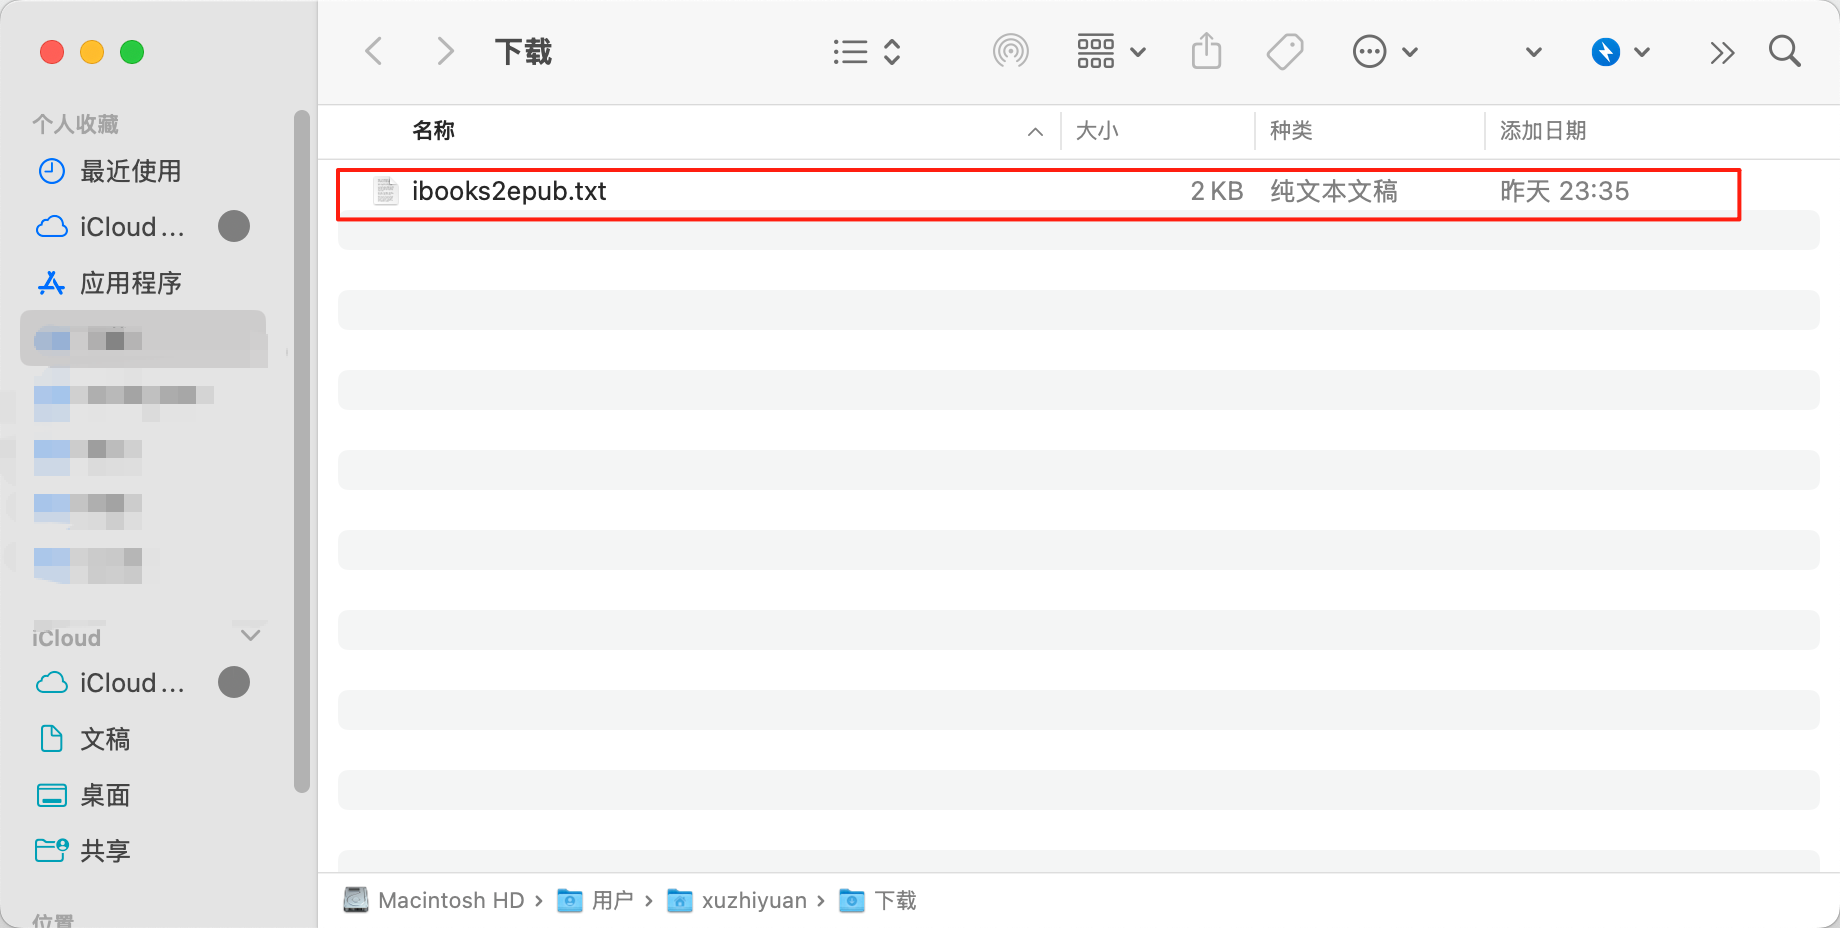 下载
个人收藏
最近使用
iCloud…
应用程序
iCloud
iCloud…
文稿
桌面
共享
位置
名称 大小 种类 添加日期
ibooks2epub.txt 2 KB 纯文本文稿 昨天 23:35
Macintosh HD › 用户 › xuzhiyuan › 下载